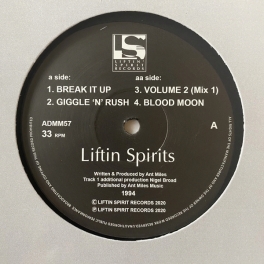 LS
LIFTIN'
SPIRIT
RECORDS
a side:
1. BREAK IT UP
2. GIGGLE 'N' RUSH
aa side:
3. VOLUME 2 (Mix 1)
4. BLOOD MOON
ADMM57
33 RPM
A
Liftin Spirits
Written & Produced by Ant Miles
Track 1 additional production Nigel Broad
Published by Ant Miles Music
1994
Ⓟ LIFTIN SPIRIT RECORDS 2020
© LIFTIN SPIRIT RECORDS 2020